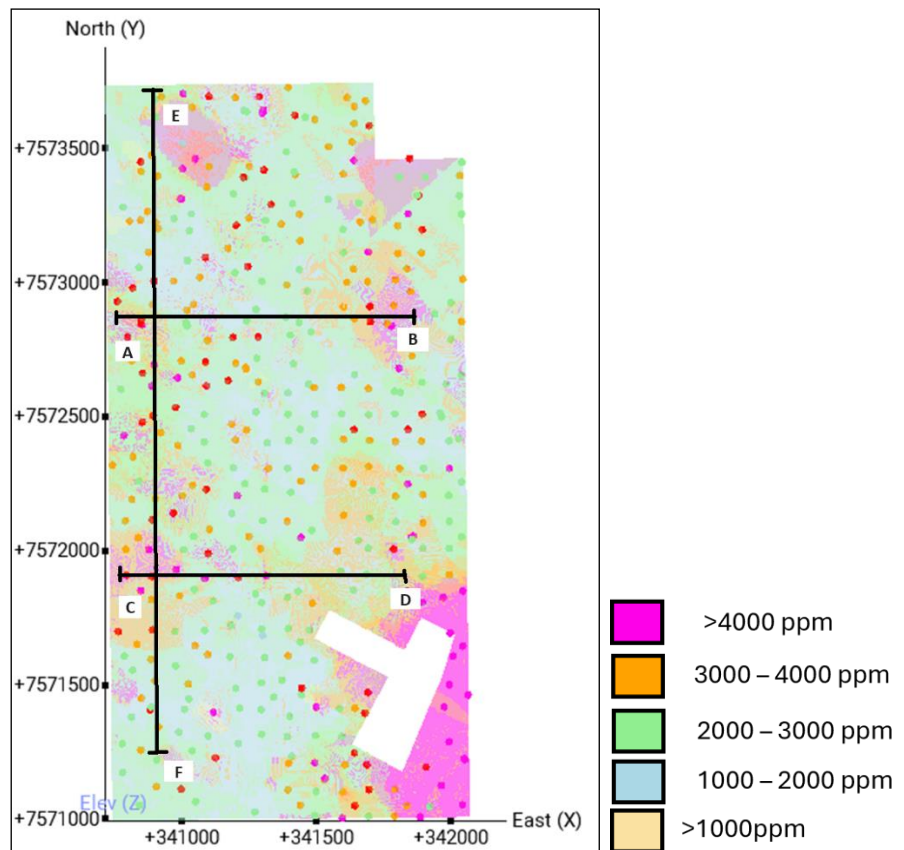 North (Y)
E
+7573500
+7573000
A
B
+7572500
+7572000
C
D
>4000 ppm
3000 – 4000 ppm
+7571500
2000 – 3000 ppm
F
1000 – 2000 ppm
Elev (Z)
+7571000
East (X)
>1000ppm
+341000
+341500
+342000